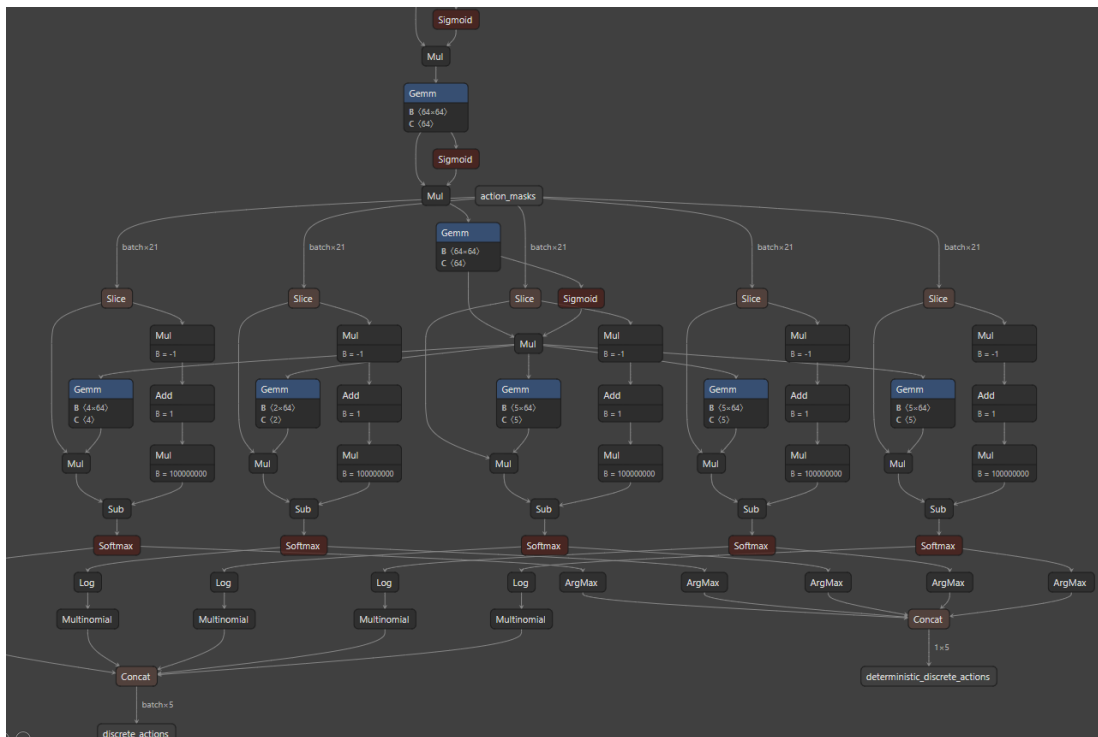 Sigmoid
Mul
Gemm
B ⟨64×64⟩
C ⟨64⟩
Sigmoid
Mul
action_masks
Gemm
B ⟨64×64⟩
C ⟨64⟩
batch×21
batch×21
batch×21
batch×21
batch×21
Slice
Slice
Slice
Sigmoid
Slice
Slice
Mul
B = -1
Mul
B = -1
Mul
Mul
B = -1
Mul
B = -1
Mul
B = -1
Gemm
B ⟨4×64⟩
C ⟨4⟩
Add
B = 1
Gemm
B ⟨2×64⟩
C ⟨2⟩
Add
B = 1
Gemm
B ⟨5×64⟩
C ⟨5⟩
Add
B = 1
Gemm
B ⟨5×64⟩
C ⟨5⟩
Add
B = 1
Gemm
B ⟨5×64⟩
C ⟨5⟩
Add
B = 1
Mul
Mul
B = 100000000
Mul
Mul
B = 100000000
Mul
Mul
B = 100000000
Mul
Mul
B = 100000000
Mul
Mul
B = 100000000
Sub
Sub
Sub
Sub
Sub
Softmax
Softmax
Softmax
Softmax
Softmax
Log
Log
Log
Log
ArgMax
ArgMax
ArgMax
ArgMax
ArgMax
Multinomial
Multinomial
Multinomial
Multinomial
Concat
1×5
Concat
deterministic_discrete_actions
batch×5
discrete_actions